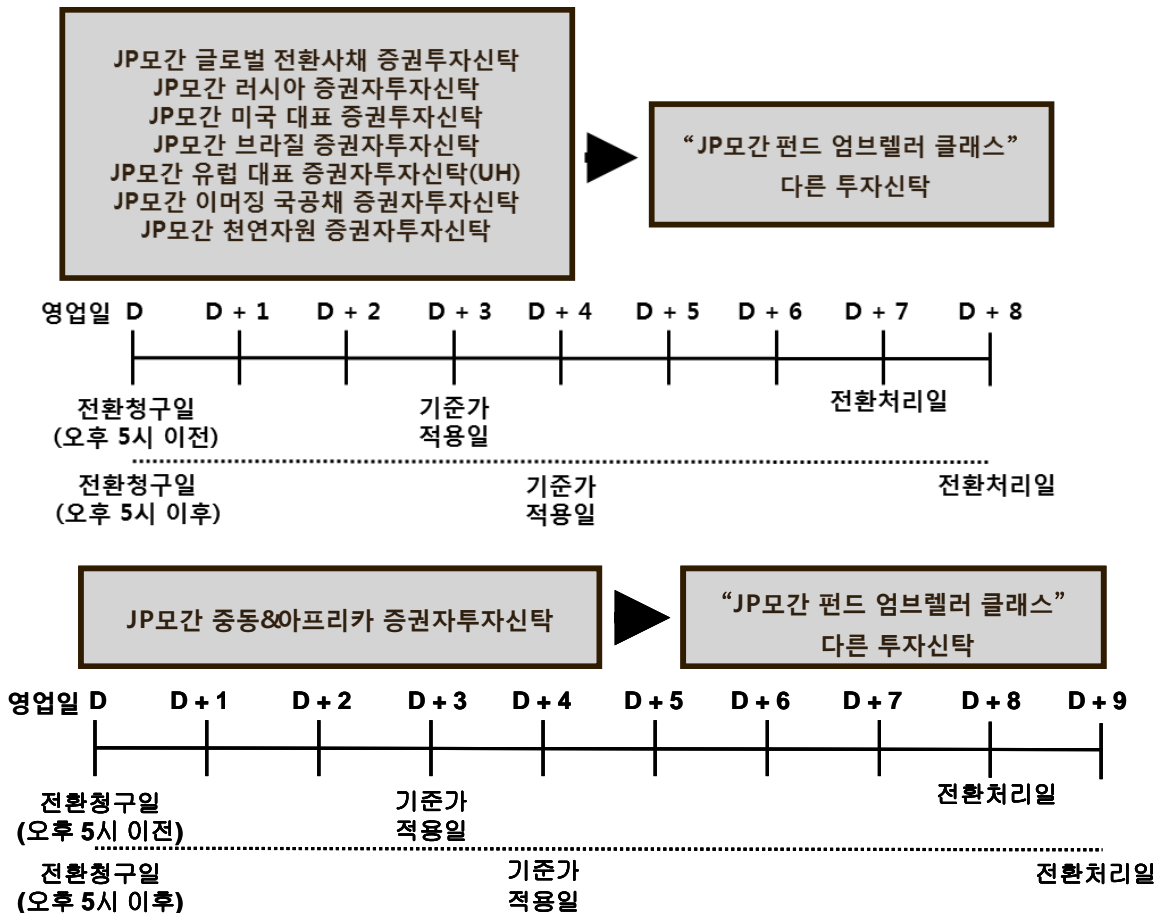 JP모간 글로벌 전환사채 증권투자신탁
JP모간 러시아 증권자투자신탁
JP모간 미국 대표 증권투자신탁
JP모간 브라질 증권자투자신탁
JP모간 유럽 대표 증권자투자신탁(UH)
JP모간 이머징 국공채 증권자투자신탁
JP모간 천연자원 증권자투자신탁
“JP모간 펀드 엄브렐러 클래스”
다른 투자신탁
영업일 D D + 1 D + 2 D + 3 D + 4 D + 5 D + 6 D + 7 D + 8
전환청구일 기준가 전환처리일
(오후 5시 이전) 적용일
전환청구일 기준가 전환처리일
(오후 5시 이후) 적용일
JP모간 중동&아프리카 증권자투자신탁
“JP모간 펀드 엄브렐러 클래스”
다른 투자신탁
영업일 D D + 1 D + 2 D + 3 D + 4 D + 5 D + 6 D + 7 D + 8 D + 9
전환청구일 기준가 전환처리일
(오후 5시 이전) 적용일
전환청구일 기준가 전환처리일
(오후 5시 이후) 적용일